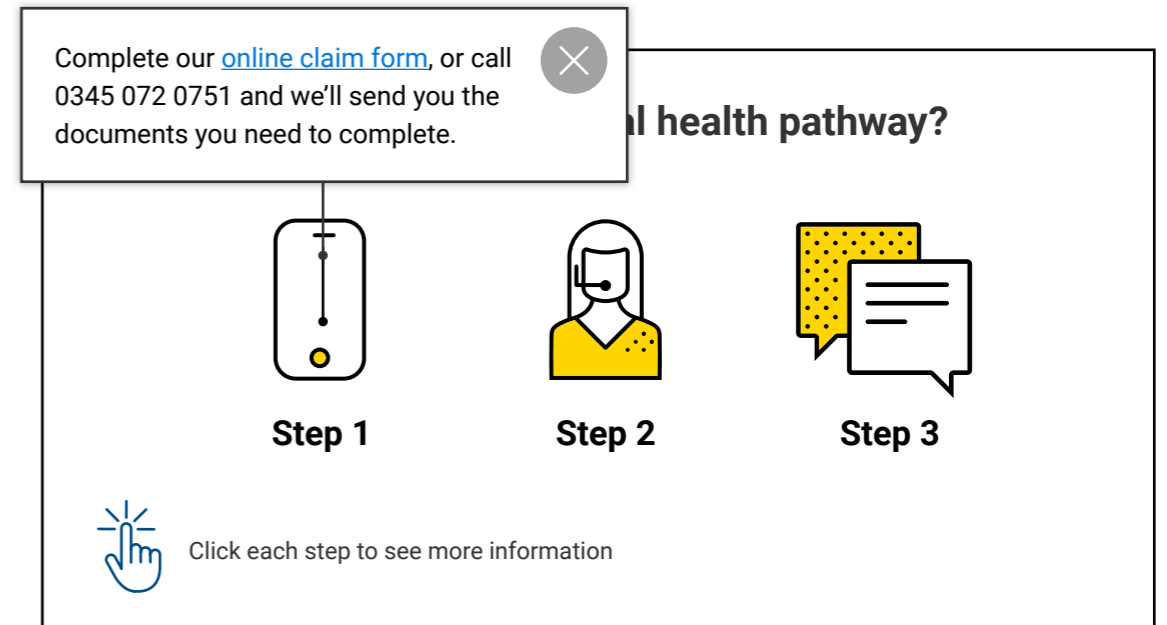 Complete our online claim form, or call
0345 072 0751 and we’ll send you the
documents you need to complete.
health pathway?
Step 1
Step 2
Step 3
Click each step to see more information